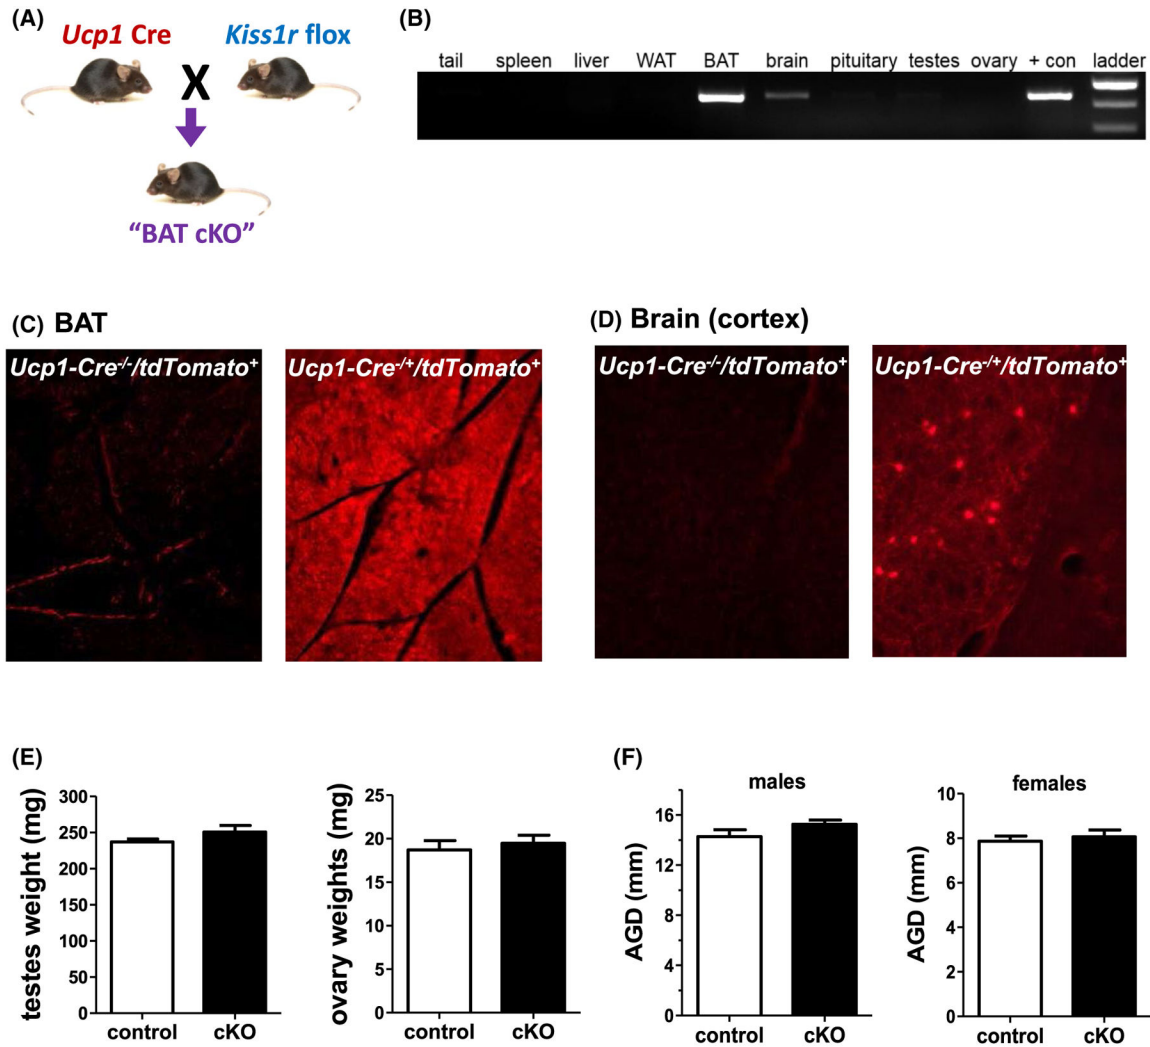 (A)
Ucp1 Cre
Kiss1r flox
X
“BAT cKO”
(B)
tail spleen liver WAT BAT brain pituitary testes ovary + con ladder
(C) BAT
Ucp1-Cre-/-/tdTomato+
Ucp1-Cre-/+/tdTomato+
(D) Brain (cortex)
Ucp1-Cre-/-/tdTomato+
Ucp1-Cre-/+/tdTomato+
(E)
testes weight (mg)
300
250
200
150
100
50
0
control cKO
ovary weights (mg)
25
20
15
10
5
0
control cKO
(F)
males
AGD (mm)
16
12
8
4
0
control cKO
females
AGD (mm)
10
8
6
4
2
0
control cKO